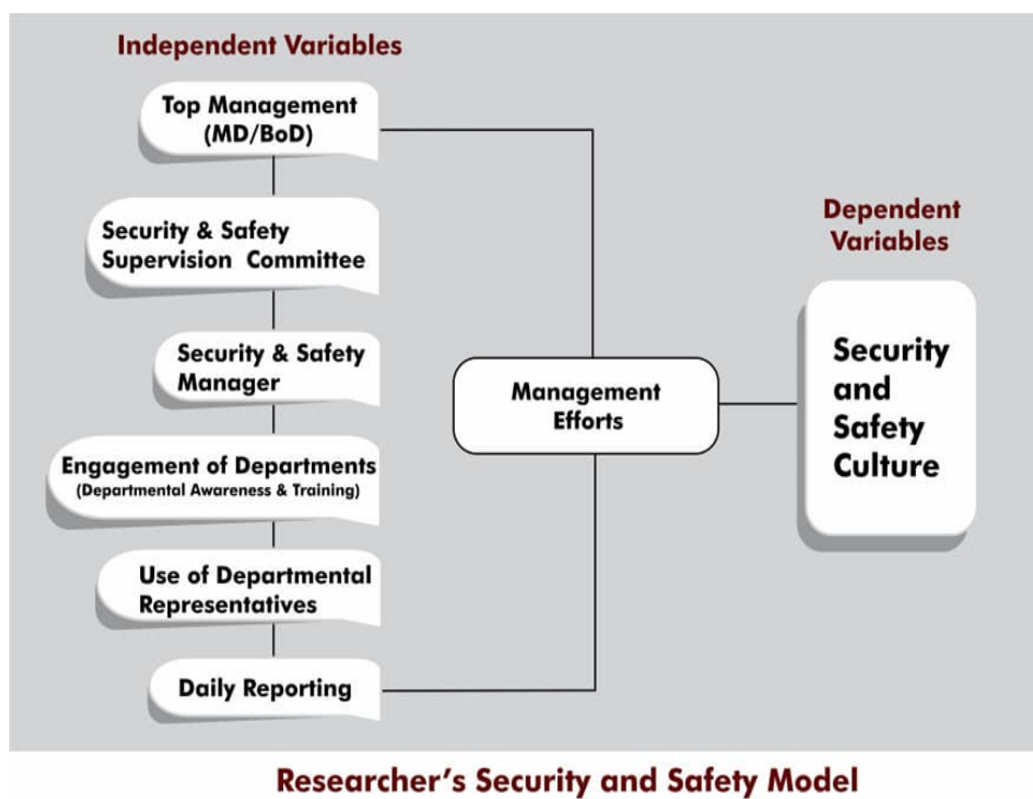 Independent Variables
Top Management
(MD/BoD)
Security & Safety
Supervision Committee
Security & Safety
Manager
Engagement of Departments
(Departmental Awareness & Training)
Use of Departmental
Representatives
Daily Reporting
Management
Efforts
Dependent
Variables
Security
and
Safety
Culture
Researcher's Security and Safety Model